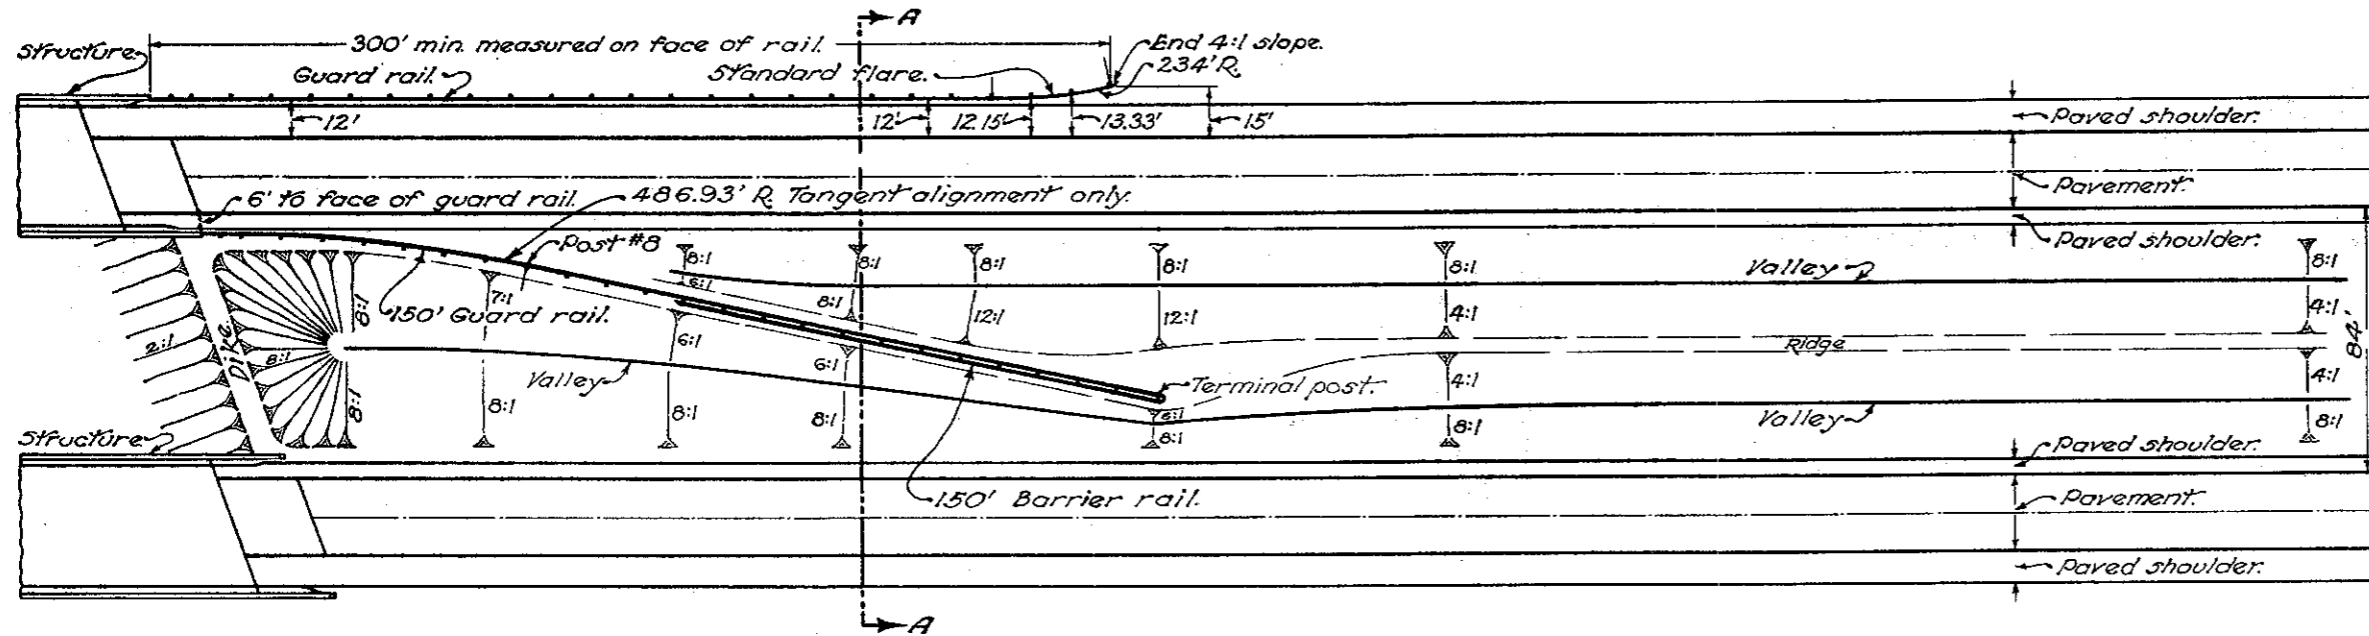 A
300' min. measured on face of rail.
End 4:1 slope.
Structure.
Guard rail.
Standard flare.
234' R.
12'
12'
12.15'
13.33'
15'
Paved shoulder.
6' to face of guard rail.
486.93' R. Tangent alignment only.
Pavement.
Post #8
Paved shoulder.
8:1
8:1
8:1
8:1
8:1
8:1
Valley
7:1
6:1
8:1
8:1
12:1
12:1
4:1
4:1
150' Guard rail.
84'
2:1
Dike
8:1
6:1
6:1
Ridge
Valley
Terminal post.
4:1
4:1
8:1
8:1
8:1
8:1
8:1
8:1
8:1
Valley
Structure.
Paved shoulder.
150' Barrier rail.
Pavement.
Paved shoulder.
A